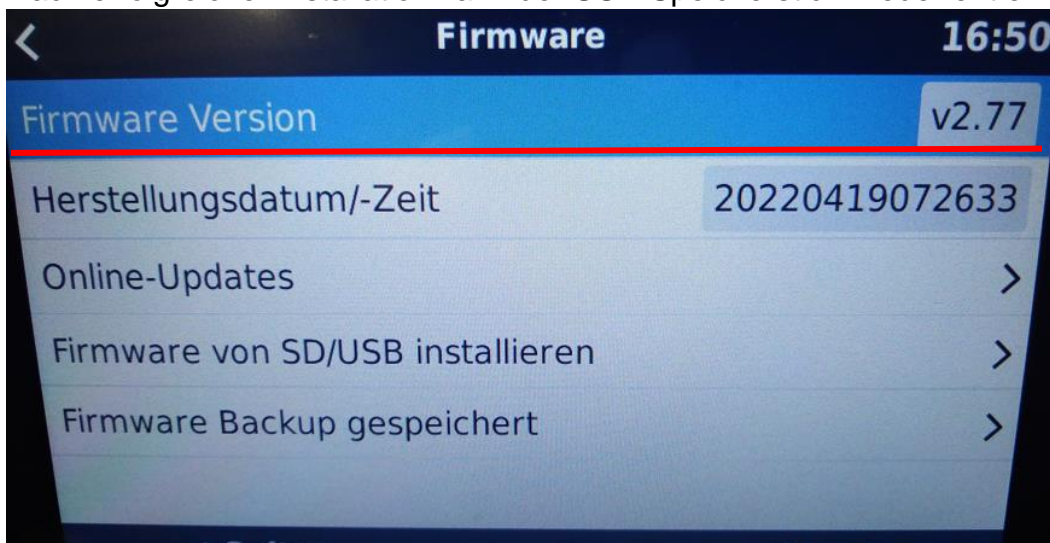 Firmware 16:50
Firmware Version v2.77
Herstellungsdatum/-Zeit 20220419072633
Online-Updates
Firmware von SD/USB installieren
Firmware Backup gespeichert